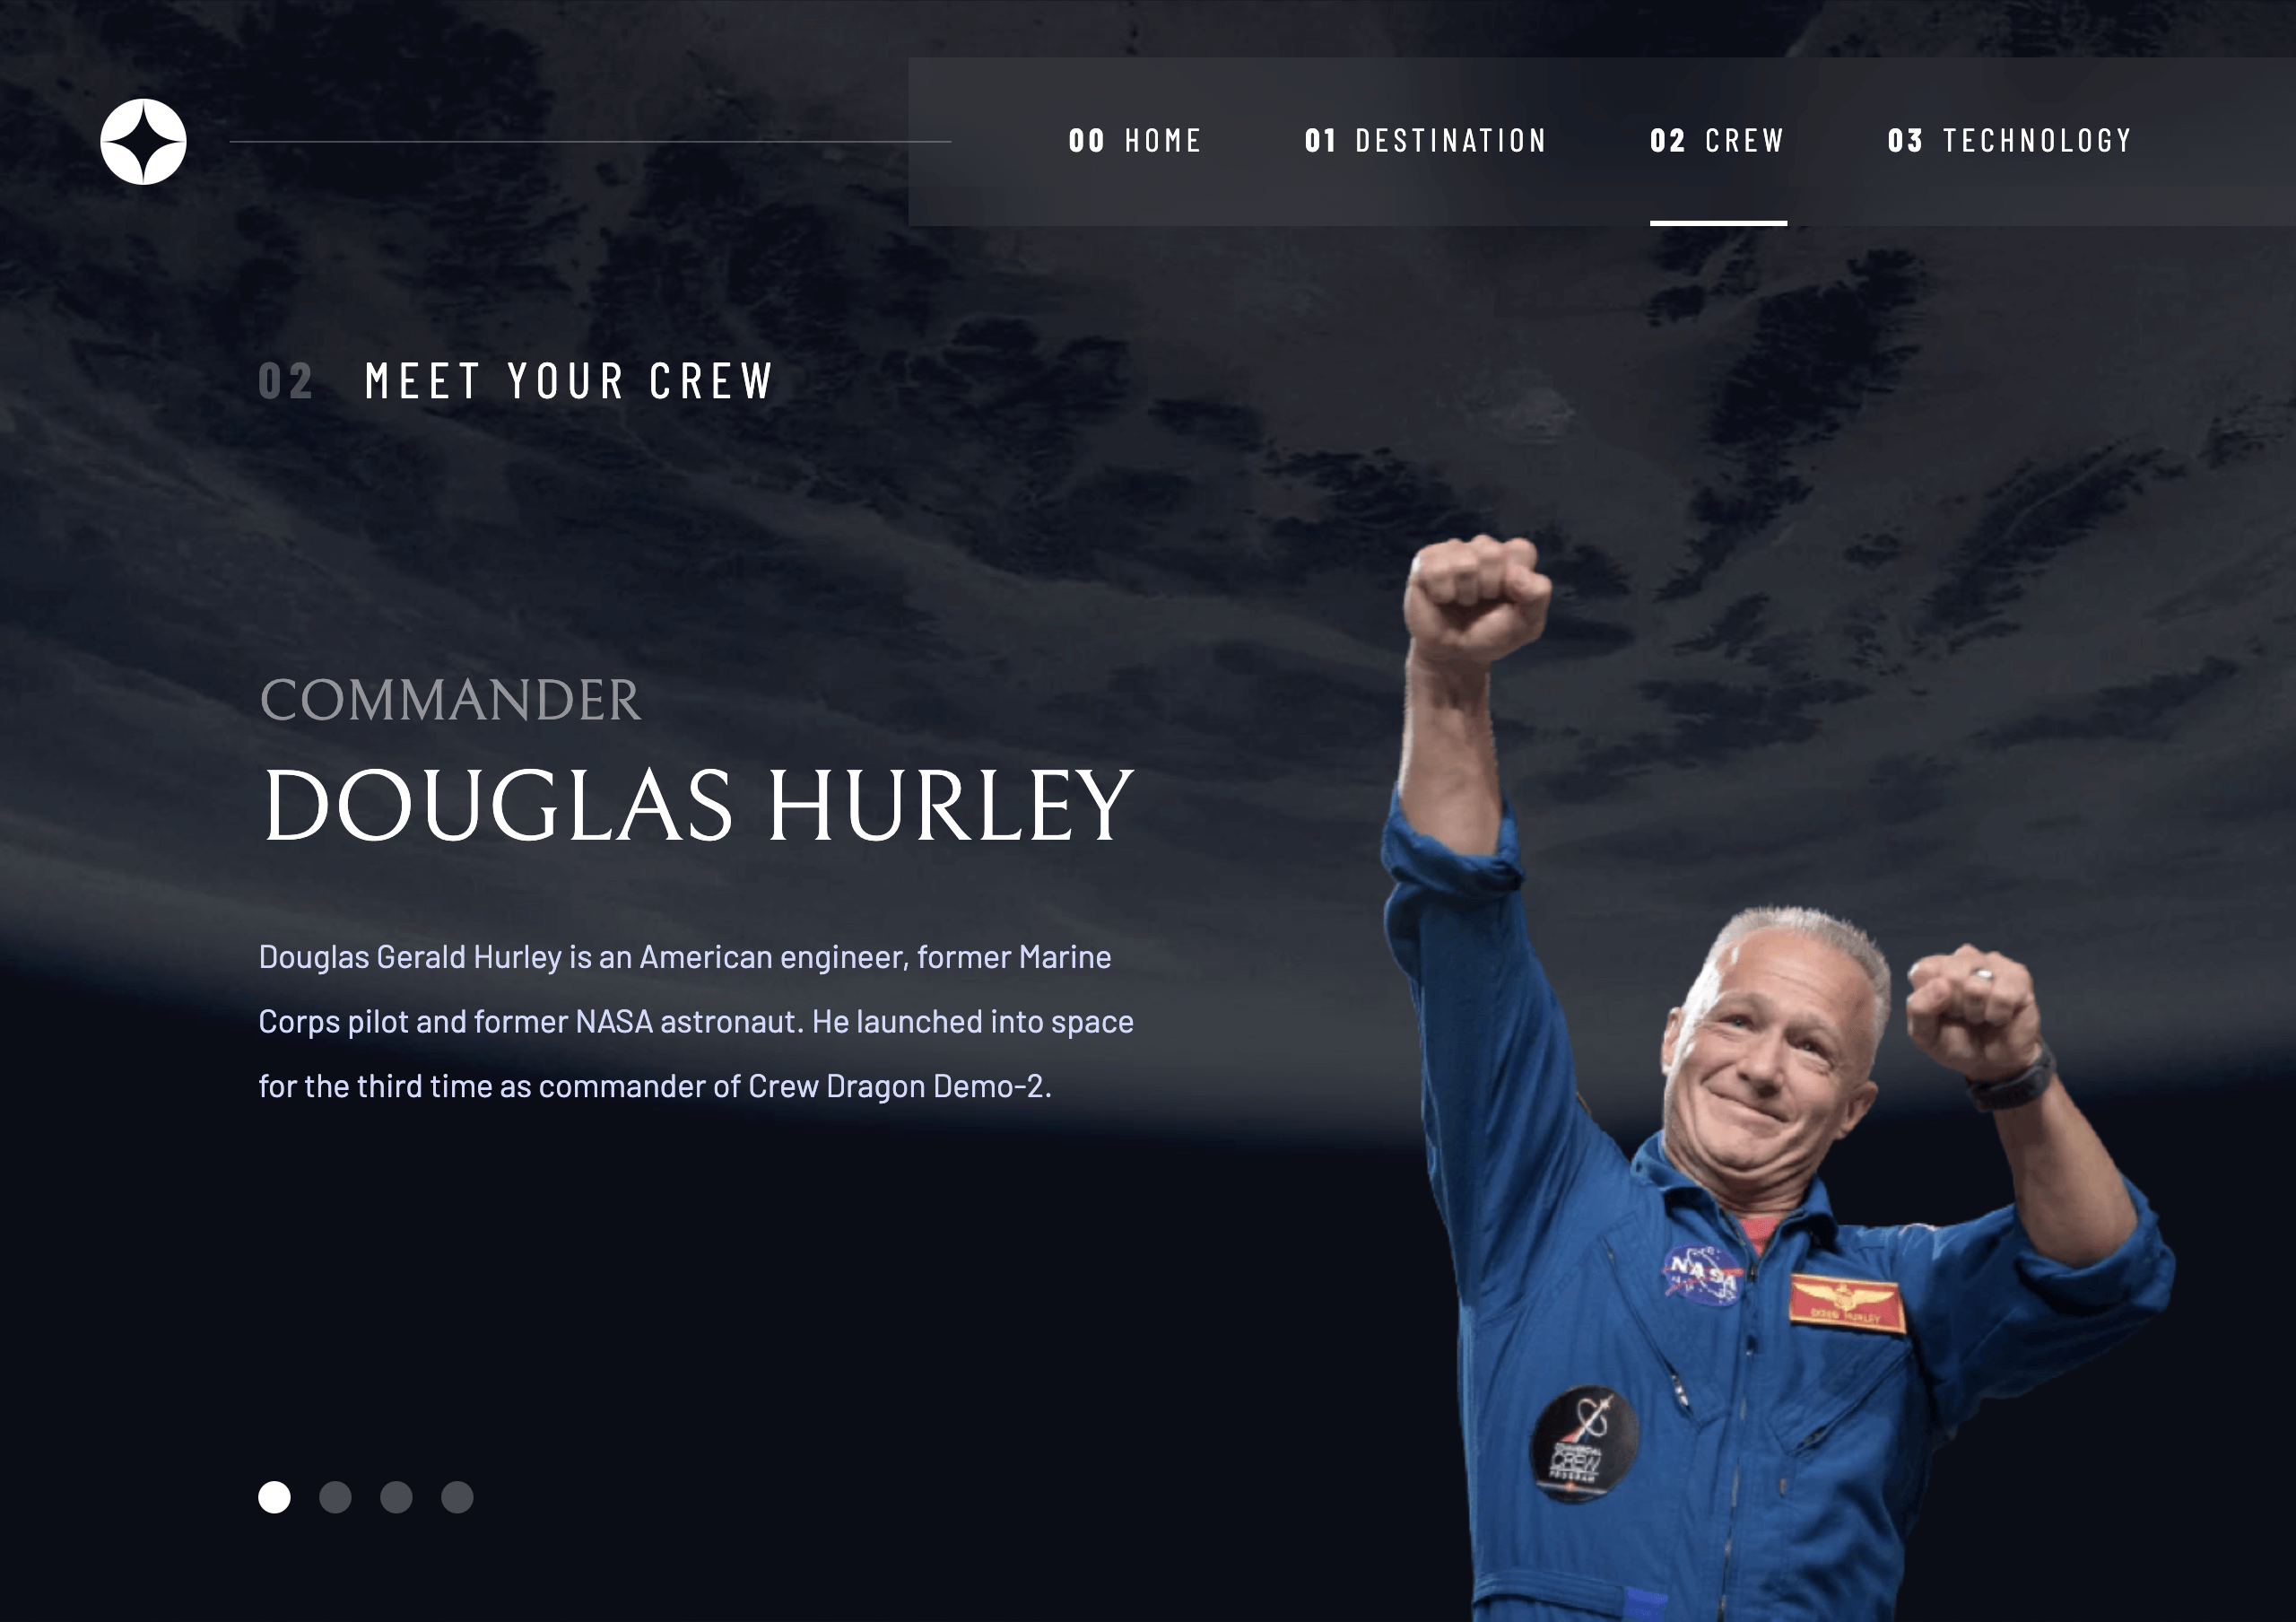 00 HOME 01 DESTINATION 02 CREW 03 TECHNOLOGY
02 MEET YOUR CREW
COMMANDER
DOUGLAS HURLEY
Douglas Gerald Hurley is an American engineer, former Marine
Corps pilot and former NASA astronaut. He launched into space
for the third time as commander of Crew Dragon Demo-2.
NASA
DOUG HURLEY
COMMERCIAL
CREW
PROGRAM